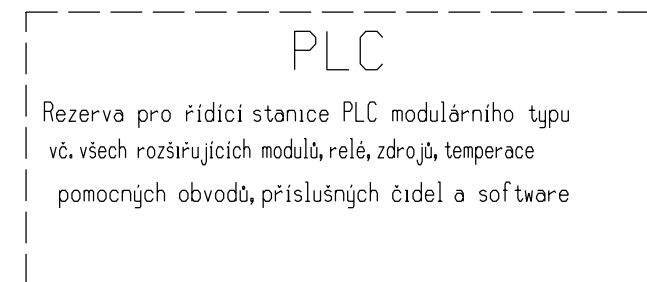 PLC
Rezerva pro řídící stanice PLC modulárního typu
vč. všech rozšiřujících modulů, relé, zdrojů, temperace
pomocných obvodů, příslušných čidel a software